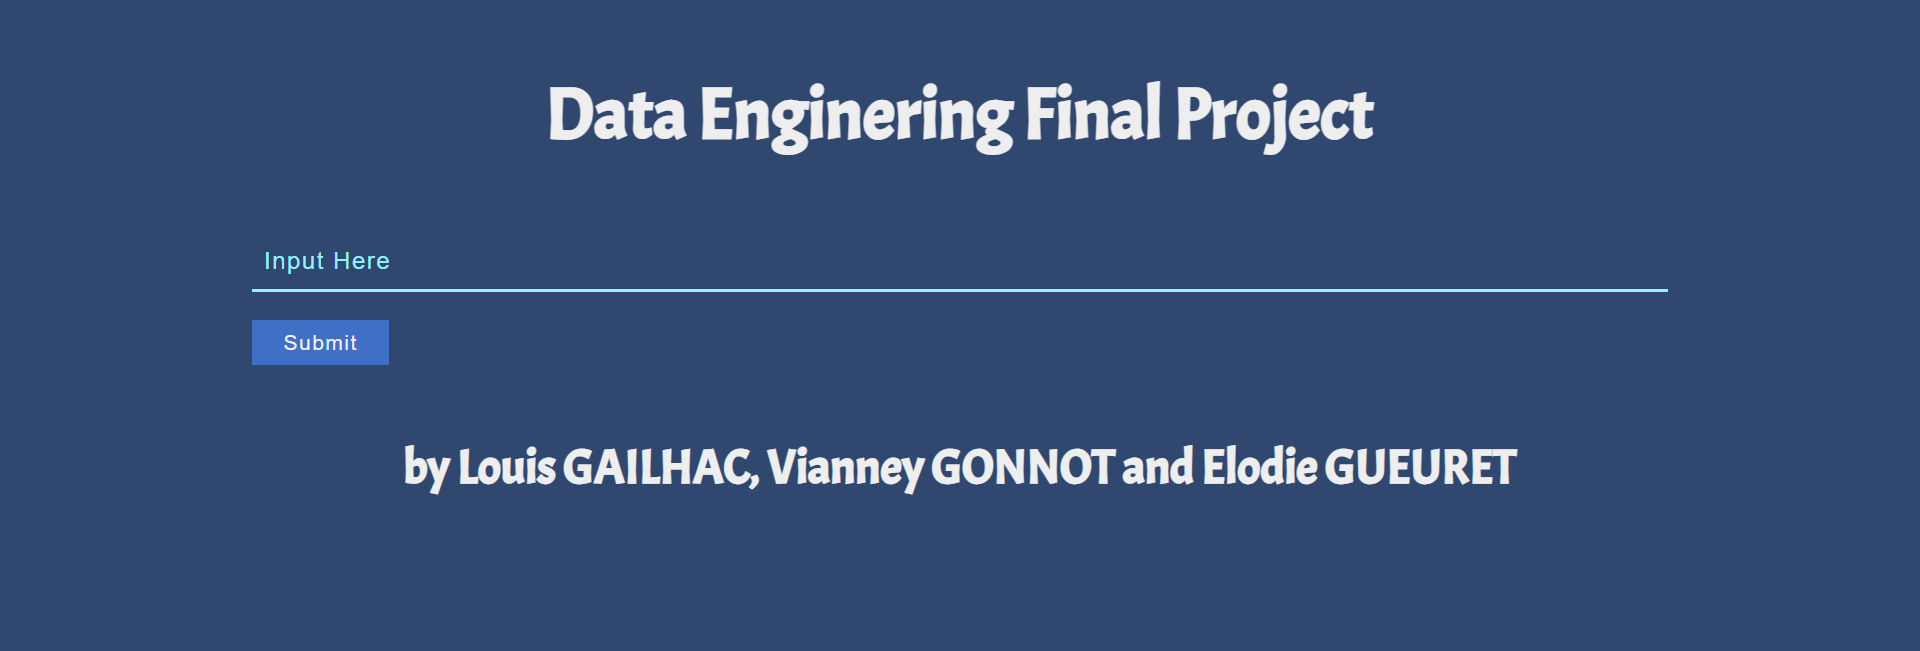 Data Enginering Final Project
Input Here
Submit
by Louis GAILHAC, Vianney GONNOT and Elodie GUEURET